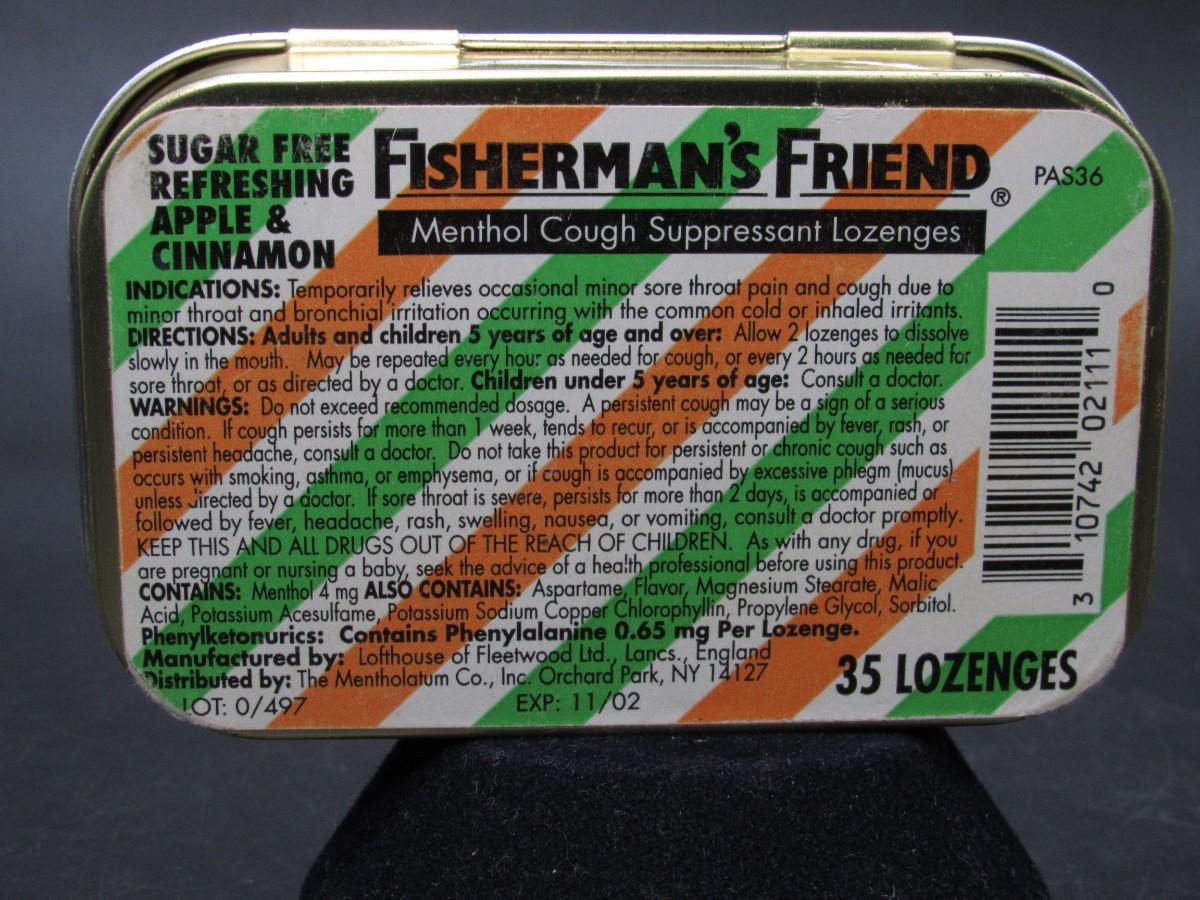 SUGAR FREE
REFRESHING
APPLE &
CINNAMON
FISHERMAN'S FRIEND ®
PAS36
Menthol Cough Suppressant Lozenges
INDICATIONS: Temporarily relieves occasional minor sore throat pain and cough due to
minor throat and bronchial irritation occurring with the common cold or inhaled irritants.
DIRECTIONS: Adults and children 5 years of age and over: Allow 2 lozenges to dissolve
slowly in the mouth. May be repeated every hour as needed for cough, or every 2 hours as needed for
sore throat, or as directed by a doctor. Children under 5 years of age: Consult a doctor.
WARNINGS: Do not exceed recommended dosage. A persistent cough may be a sign of a serious
condition. If cough persists for more than 1 week, tends to recur, or is accompanied by fever, rash, or
persistent headache, consult a doctor. Do not take this product for persistent or chronic cough such as
occurs with smoking, asthma, or emphysema, or if cough is accompanied by excessive phlegm (mucus)
unless directed by a doctor. If sore throat is severe, persists for more than 2 days, is accompanied or
followed by fever, headache, rash, swelling, nausea, or vomiting, consult a doctor promptly.
KEEP THIS AND ALL DRUGS OUT OF THE REACH OF CHILDREN. As with any drug, if you
are pregnant or nursing a baby, seek the advice of a health professional before using this product.
CONTAINS: Menthol 4 mg ALSO CONTAINS: Aspartame, Flavor, Magnesium Stearate, Malic
Acid, Potassium Acesulfame, Potassium Sodium Copper Chlorophyllin, Propylene Glycol, Sorbitol.
Phenylketonurics: Contains Phenylalanine 0.65 mg Per Lozenge.
Manufactured by: Lofthouse of Fleetwood Ltd., Lancs., England
Distributed by: The Mentholatum Co., Inc. Orchard Park, NY 14127
35 LOZENGES
LOT: 0/497 EXP: 11/02
3 10742 02111 0